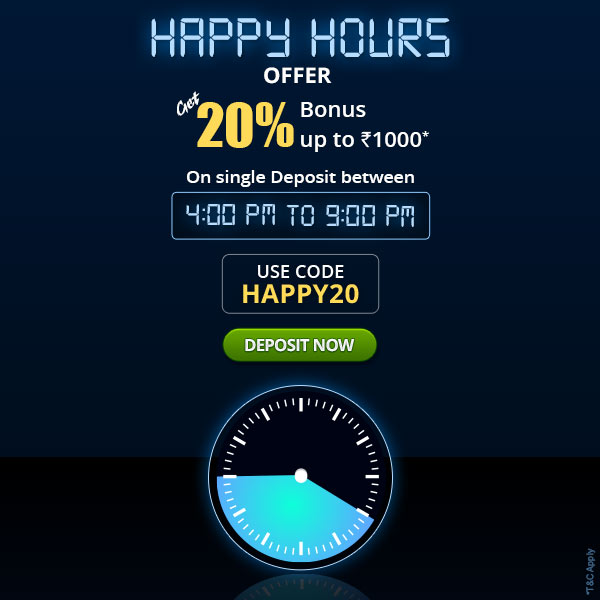 HAPPY HOURS
OFFER
Get 20% Bonus
up to ₹1000*
On single Deposit between
4:00 PM TO 9:00 PM
USE CODE
HAPPY20
DEPOSIT NOW
*T&C Apply